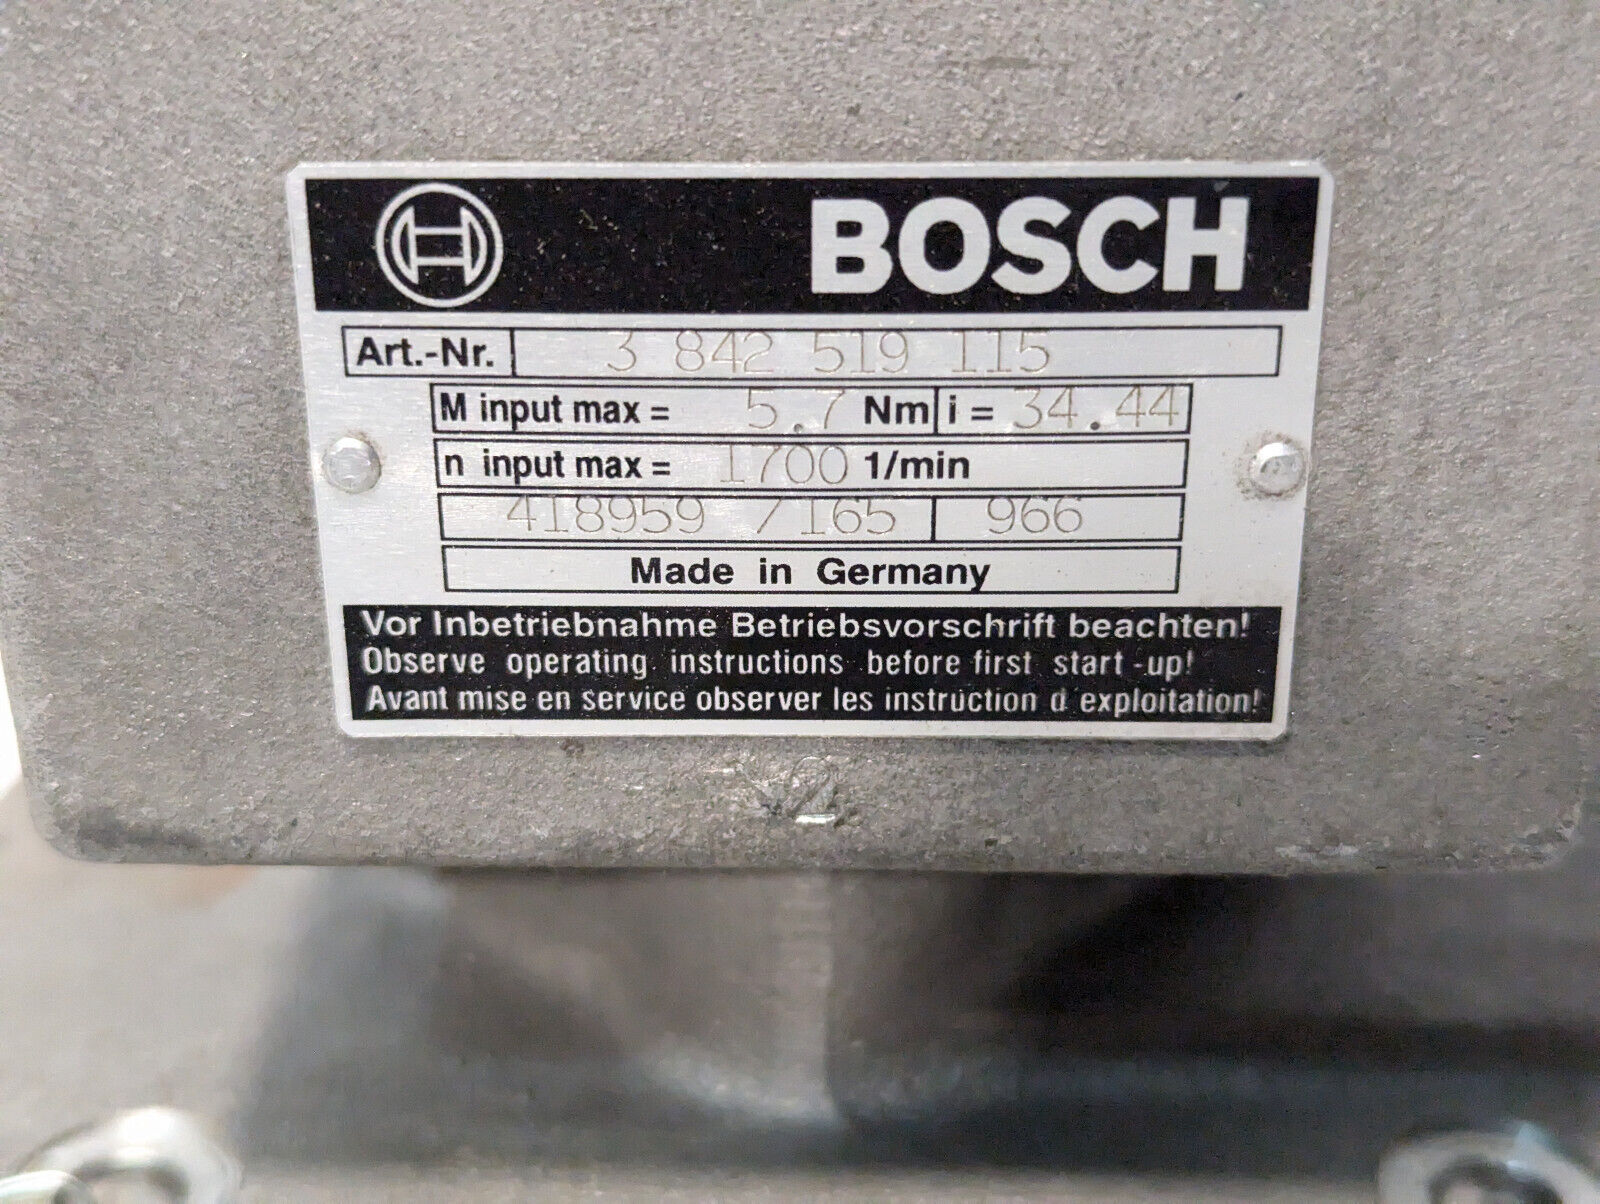 BOSCH
Art.-Nr. 3 842 519 115
M input max = 5.7 Nm i = 34.44
n input max = 1700 1/min
418959 /165 966
Made in Germany
Vor Inbetriebnahme Betriebsvorschrift beachten!
Observe operating instructions before first start-up!
Avant mise en service observer les instruction d'exploitation!